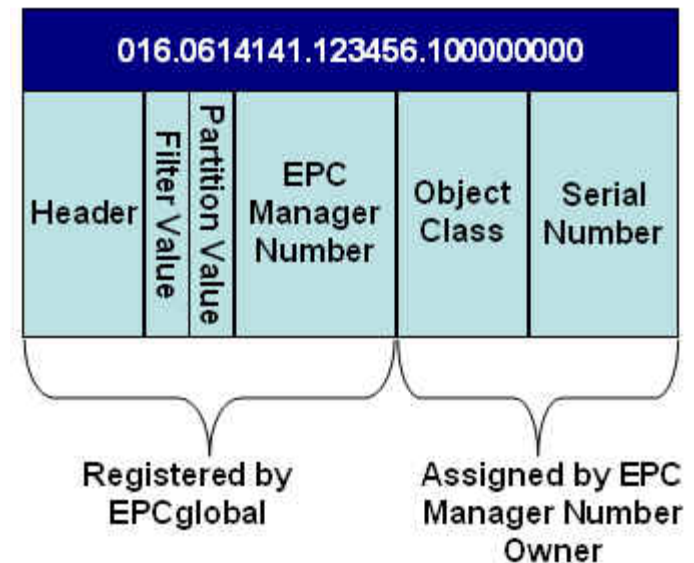 016.0614141.123456.100000000
Header
Filter Value
Partition Value
EPC
Manager
Number
Object
Class
Serial
Number
Registered by
EPCglobal
Assigned by EPC
Manager Number
Owner